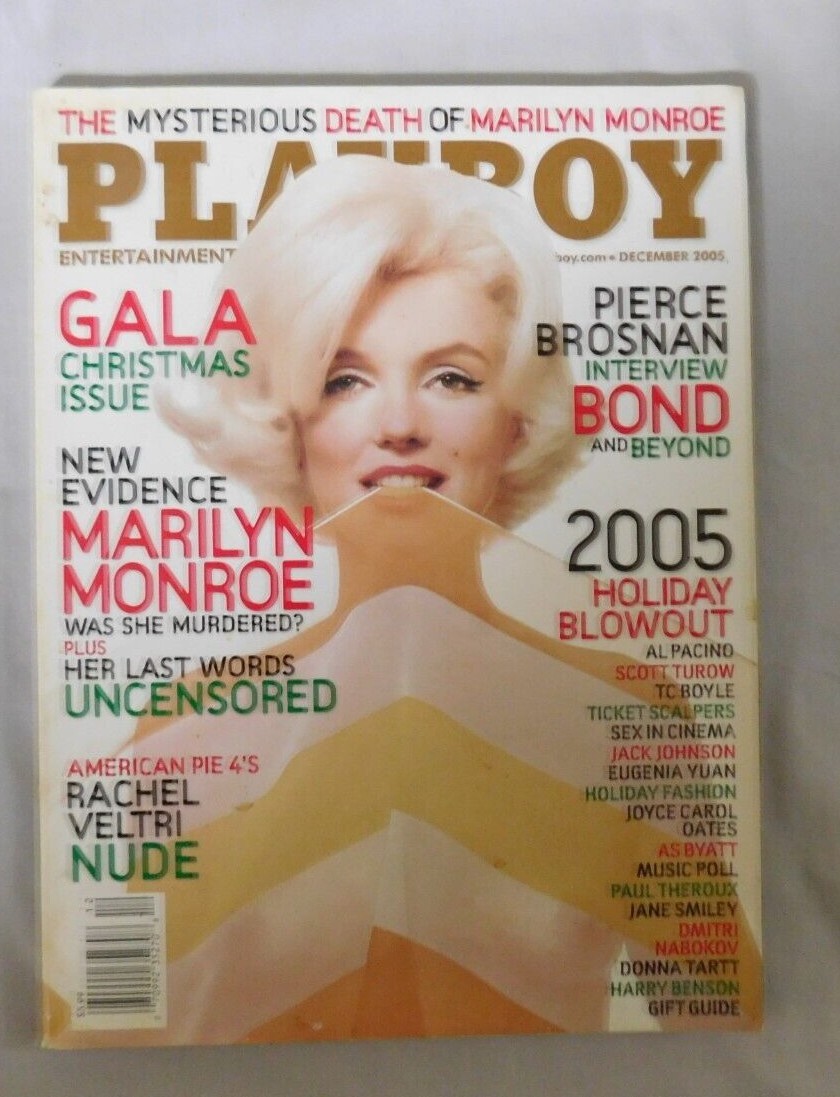 THE MYSTERIOUS DEATH OF MARILYN MONROE
PLAYBOY
ENTERTAINMENT
boy.com • DECEMBER 2005
GALA
CHRISTMAS
ISSUE
NEW
EVIDENCE
MARILYN
MONROE
WAS SHE MURDERED?
PLUS
HER LAST WORDS
UNCENSORED
AMERICAN PIE 4'S
RACHEL
VELTRI
NUDE
PIERCE
BROSNAN
INTERVIEW
BOND
AND BEYOND
2005
HOLIDAY
BLOWOUT
AL PACINO
SCOTT TUROW
TC BOYLE
TICKET SCALPERS
SEX IN CINEMA
JACK JOHNSON
EUGENIA YUAN
HOLIDAY FASHION
JOYCE CAROL
OATES
AS BYATT
MUSIC POLL
PAUL THEROUX
JANE SMILEY
DMITRI
NABOKOV
DONNA TARTT
HARRY BENSON
GIFT GUIDE
12
$5.99